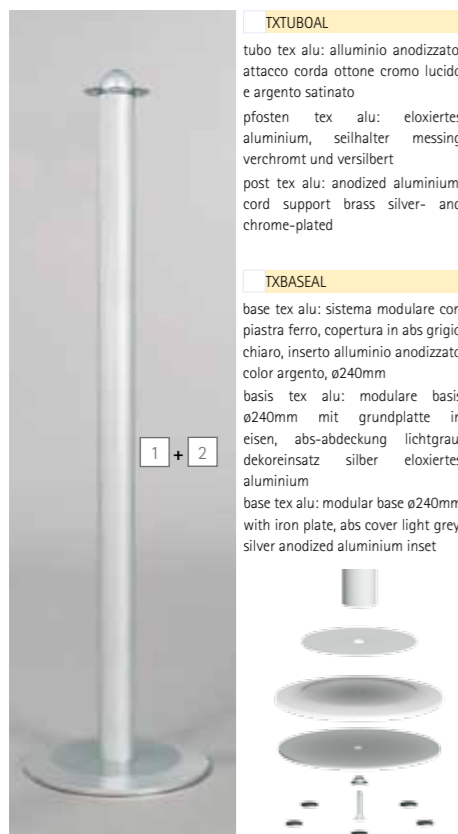 TXTUBOAL
tubo tex alu: alluminio anodizzato
attacco corda ottone cromo lucido
e argento satinato
pfosten tex alu: eloxiertes
aluminium, seilhalter messing
verchromt und versilbert
post tex alu: anodized aluminium
cord support brass silver- and
chrome-plated
TXBASEAL
base tex alu: sistema modulare con
piastra ferro, copertura in abs grigio
chiaro, inserto alluminio anodizzato
color argento, ø240mm
basis tex alu: modulare basis
ø240mm mit grundplatte in
eisen, abs-abdeckung lichtgrau
dekoreinsatz silber eloxiertes
aluminium
base tex alu: modular base ø240mm
with iron plate, abs cover light grey
silver anodized aluminium inset
1 + 2